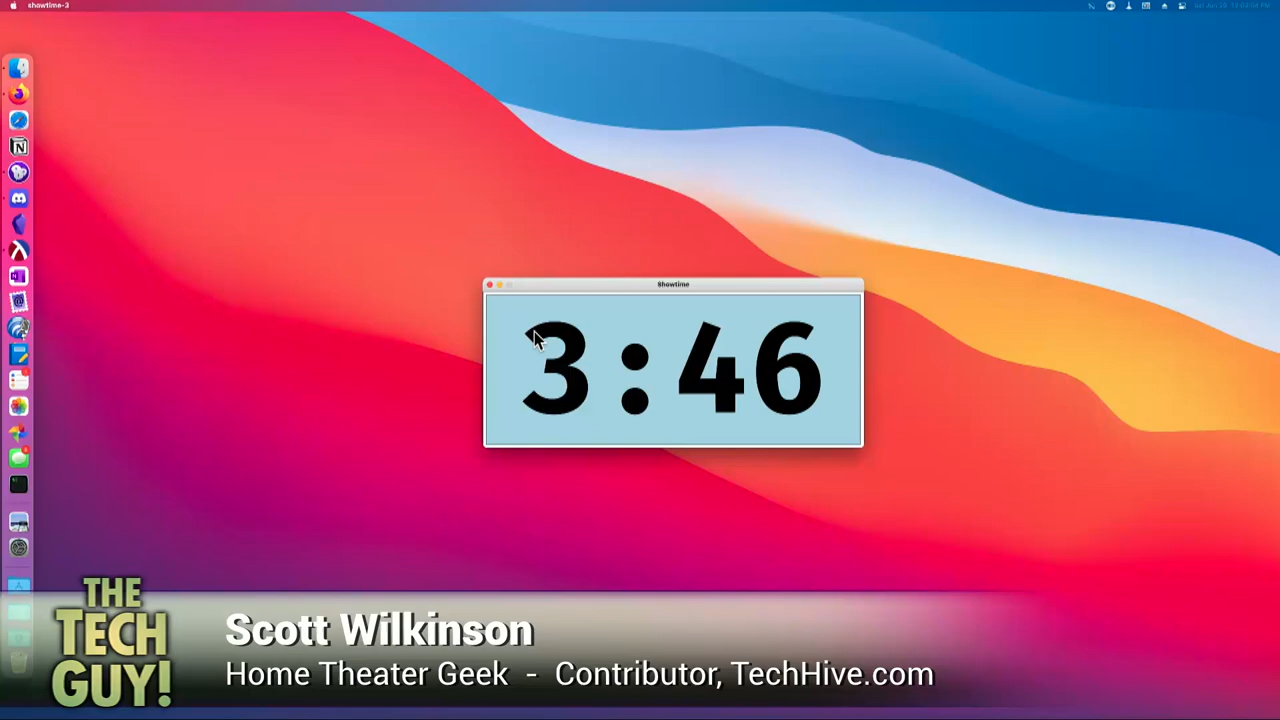 showtime-3
Showtime
3:46
THE
TECH
GUY!
Scott Wilkinson
Home Theater Geek - Contributor, TechHive.com